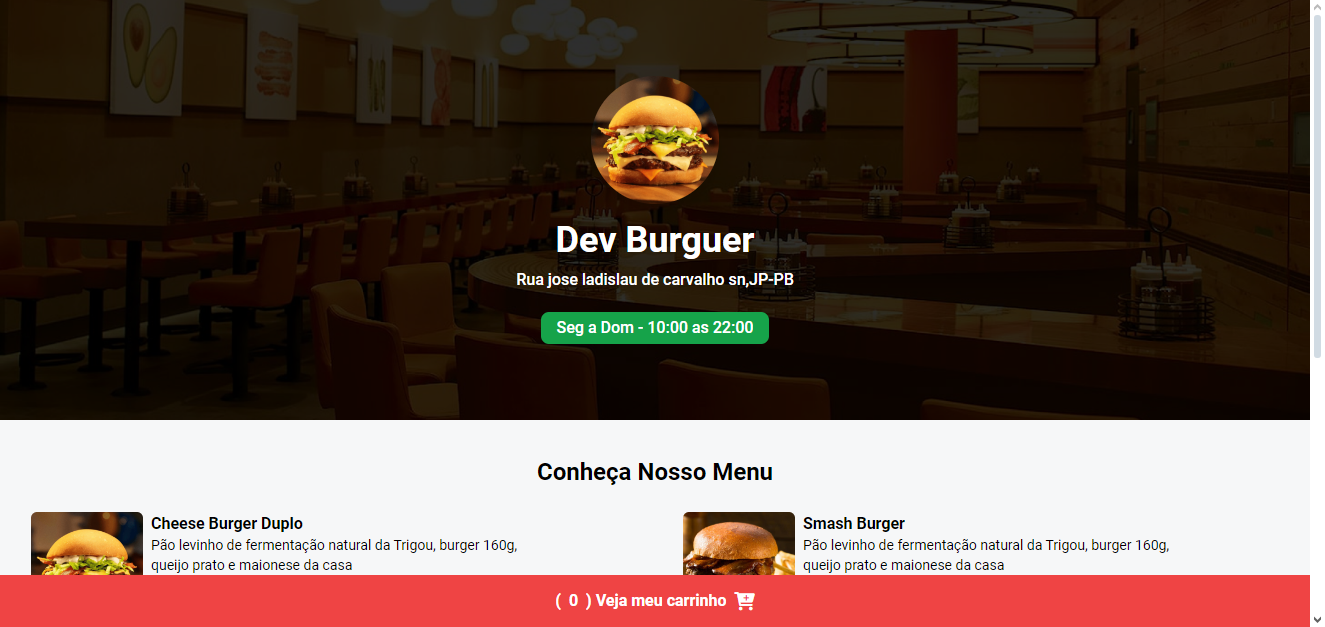 Dev Burguer
Rua jose ladislau de carvalho sn,JP-PB
Seg a Dom - 10:00 as 22:00
Conheça Nosso Menu
Cheese Burger Duplo
Pão levinho de fermentação natural da Trigou, burger 160g,
queijo prato e maionese da casa
Smash Burger
Pão levinho de fermentação natural da Trigou, burger 160g,
queijo prato e maionese da casa
( 0 ) Veja meu carrinho